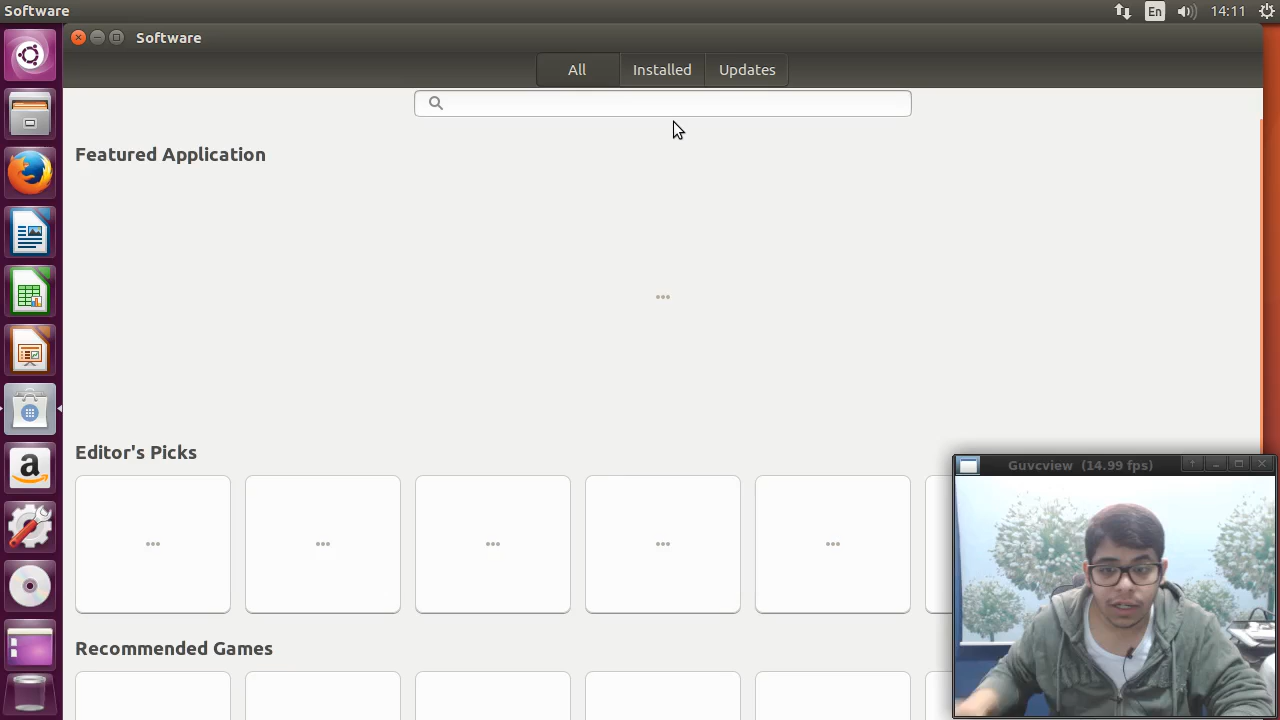 Software
En
14:11
Software
All
Installed
Updates
Featured Application
Editor's Picks
Recommended Games
Guvcview (14.99 fps)